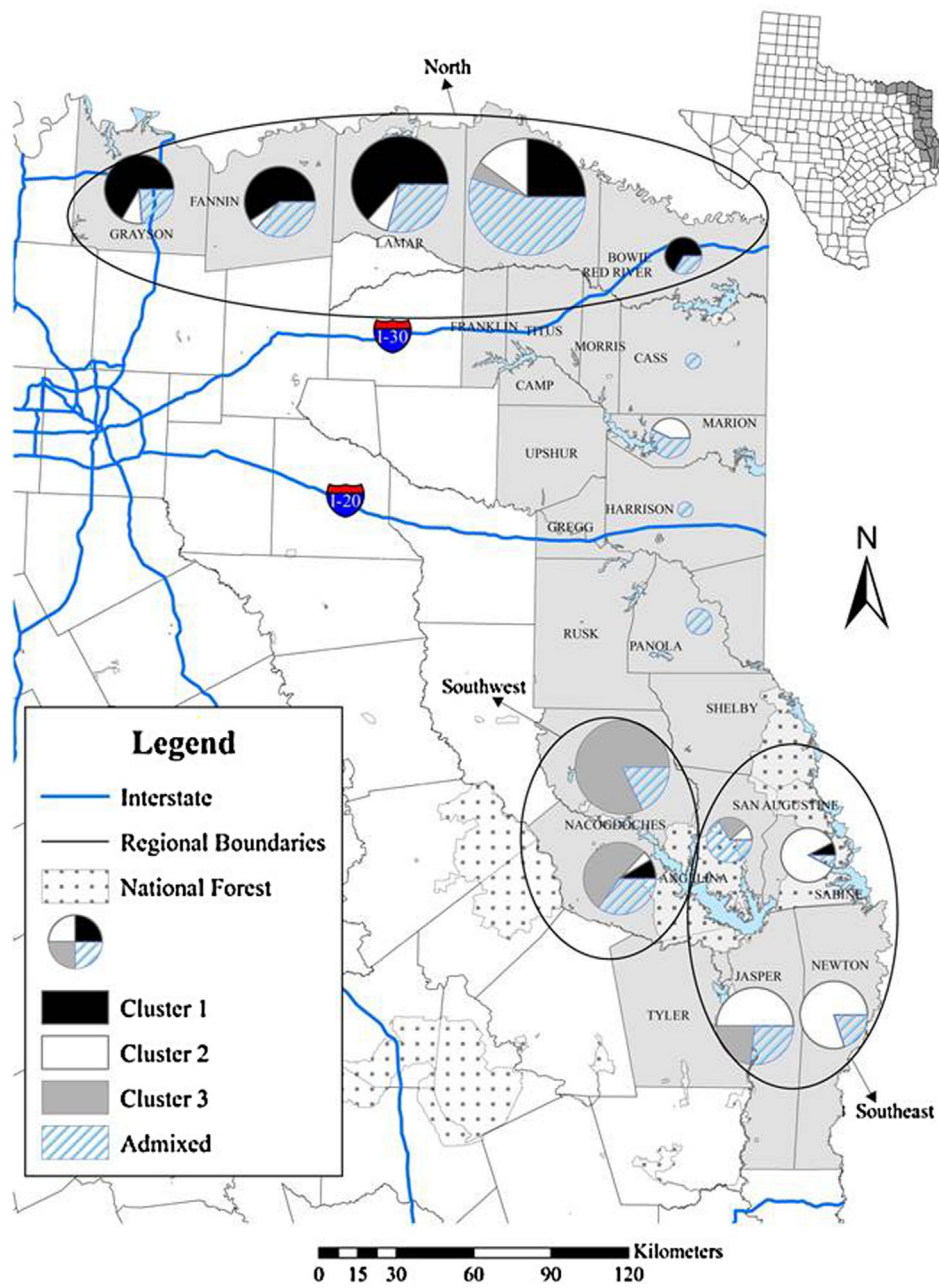 North
FANNIN
GRAYSON
LAMAR
BOWIE
RED RIVER
I-30
FRANKLIN
TITUS
MORRIS
CASS
CAMP
MARION
UPSHUR
I-20
HARRISON
GREGG
N
RUSK
PANOLA
Southwest
SHELBY
Legend
Interstate
Regional Boundaries
National Forest
Cluster 1
Cluster 2
Cluster 3
Admixed
SAN AUGUSTINE
NACOGDOCHES
ANGELINA
SABINE
JASPER
NEWTON
TYLER
Southeast
Kilometers
0 15 30 60 90 120